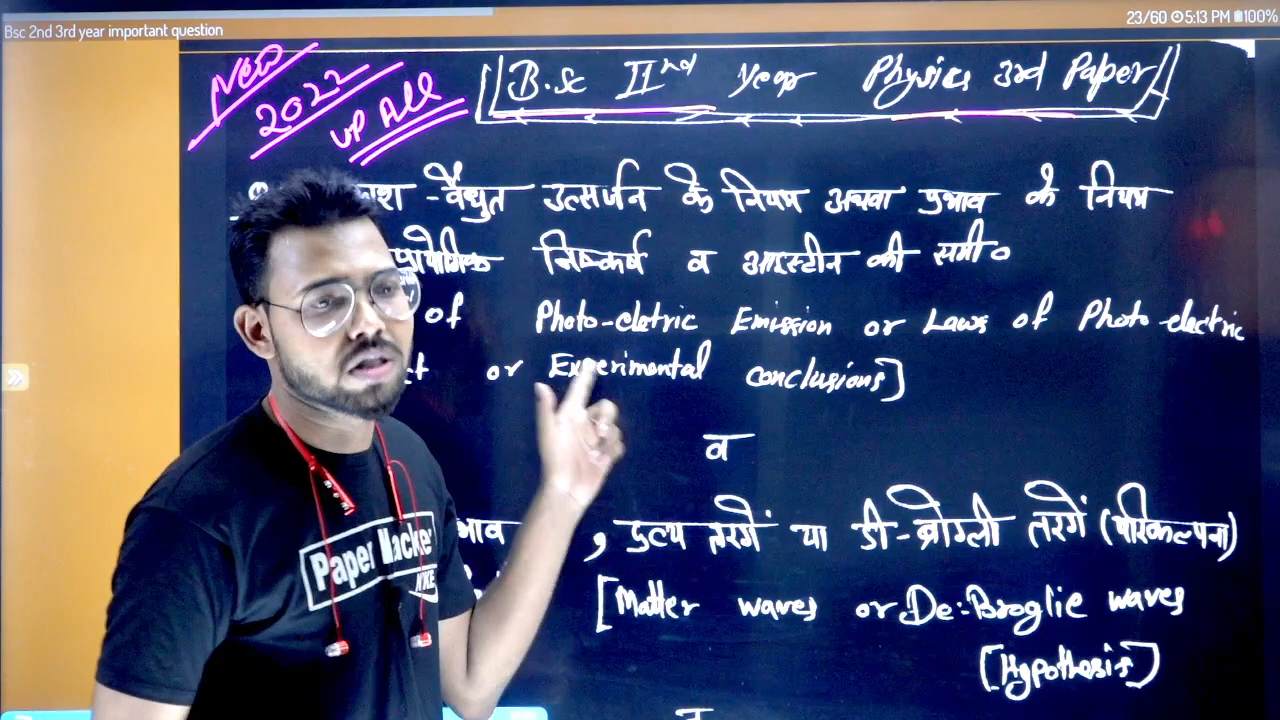 Bsc 2nd 3rd year important question
23/60 5:13 PM 100%
New
2022
UP All
B.sc IInd year Physics 3rd Paper
-वैद्युत उत्सर्जन के नियम अथवा प्रभाव के नियम
प्रायोगिक निष्कर्ष व आइस्टीन की समी०
of Photo-eletric Emission or Laws of Photo-electric
or Experimental conclusions]
व
, द्रव्य तरंगें या डी-ब्रोग्ली तरंगें (परिकल्पना)
[Matter waves or De-Broglie waves
[Hypothesis]
Paper Hacker